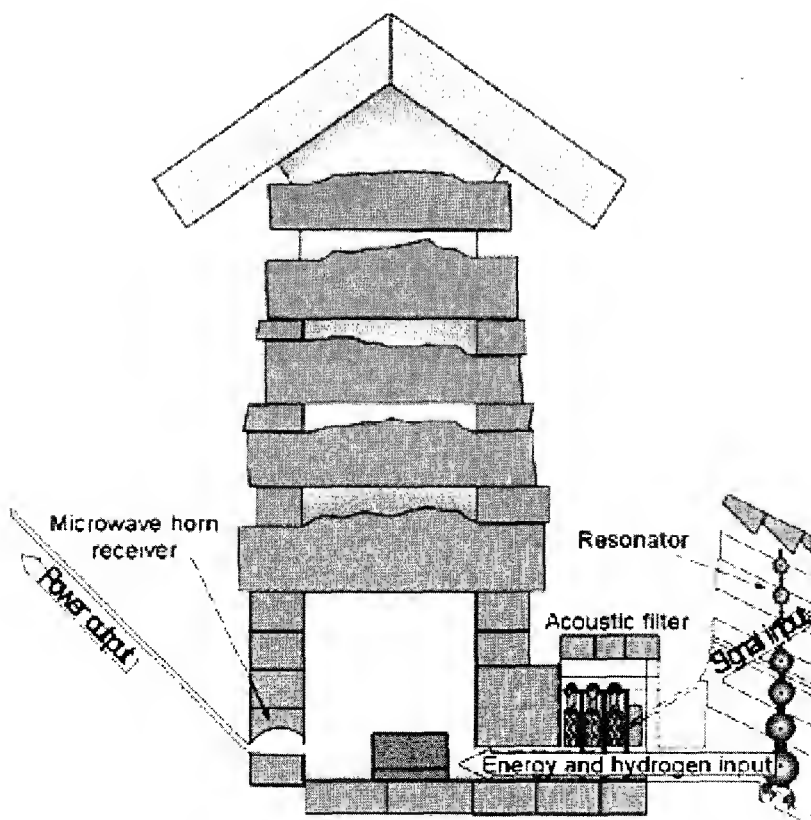 Microwave horn
receiver
Power output
Resonator
Acoustic filter
Signal input
Energy and hydrogen input